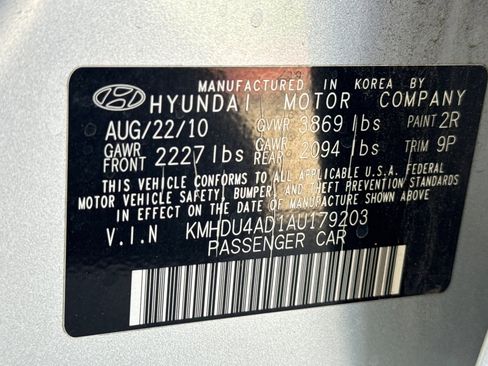 MANUFACTURED IN KOREA BY
HYUNDAI MOTOR COMPANY
AUG/22/10 GVWR 3869 lbs PAINT 2R
GAWR FRONT 2227 lbs GAWR REAR 2094 lbs TRIM 9P
THIS VEHICLE CONFORMS TO ALL APPLICABLE U.S.A. FEDERAL
MOTOR VEHICLE SAFETY, BUMPER, AND THEFT PREVENTION STANDARDS
IN EFFECT ON THE DATE OF MANUFACTURE SHOWN ABOVE.
V.I.N KMHDU4AD1AU179203
PASSENGER CAR